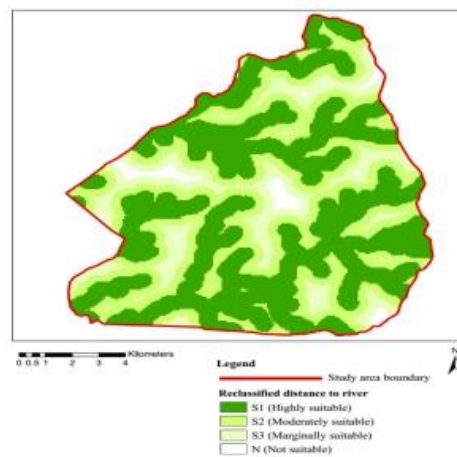 0 0.5 1 2 3 4
Kilometers
N
Legend
Study area boundary
Reclassified distance to river
S1 (Highly suitable)
S2 (Moderately suitable)
S3 (Marginally suitable)
N (Not suitable)